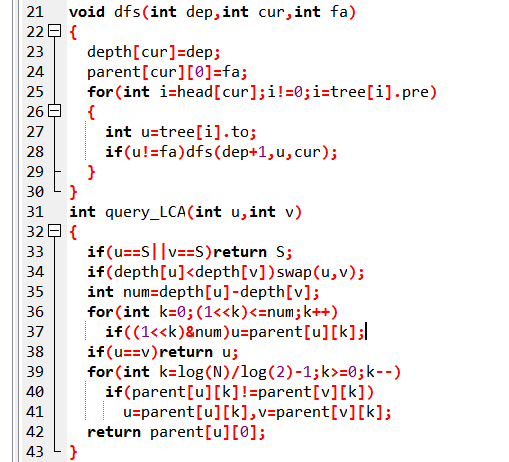 21 void dfs(int dep,int cur,int fa)
22 {
23 depth[cur]=dep;
24 parent[cur][0]=fa;
25 for(int i=head[cur];i!=0;i=tree[i].pre)
26 {
27 int u=tree[i].to;
28 if(u!=fa)dfs(dep+1,u,cur);
29 }
30 }
31 int query_LCA(int u,int v)
32 {
33 if(u==S||v==S)return S;
34 if(depth[u]<depth[v])swap(u,v);
35 int num=depth[u]-depth[v];
36 for(int k=0;(1<<k)<=num;k++)
37 if((1<<k)&num)u=parent[u][k];
38 if(u==v)return u;
39 for(int k=log(N)/log(2)-1;k>=0;k--)
40 if(parent[u][k]!=parent[v][k])
41 u=parent[u][k],v=parent[v][k];
42 return parent[u][0];
43 }